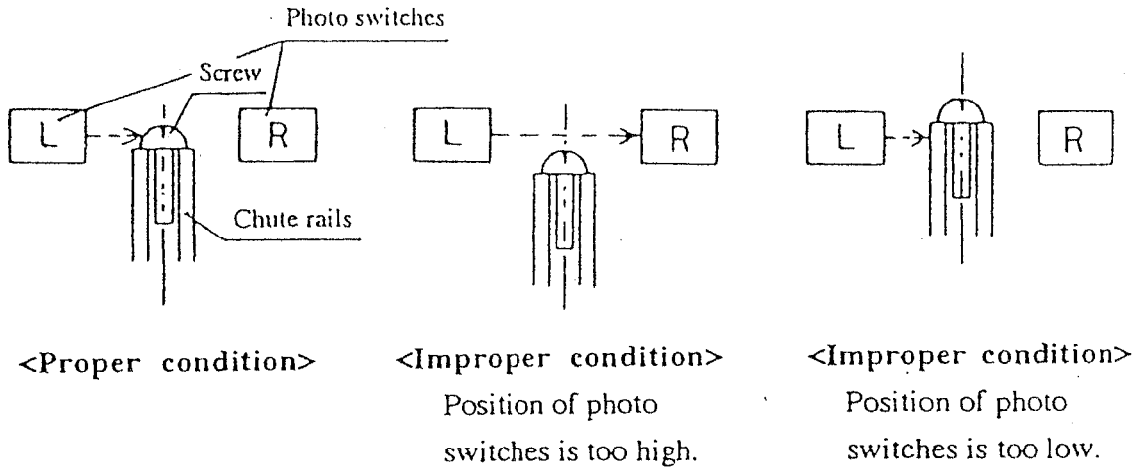 Photo switches
Screw
L
R
L
R
L
R
Chute rails
<Proper condition>
<Improper condition>
Position of photo
switches is too high.
<Improper condition>
Position of photo
switches is too low.